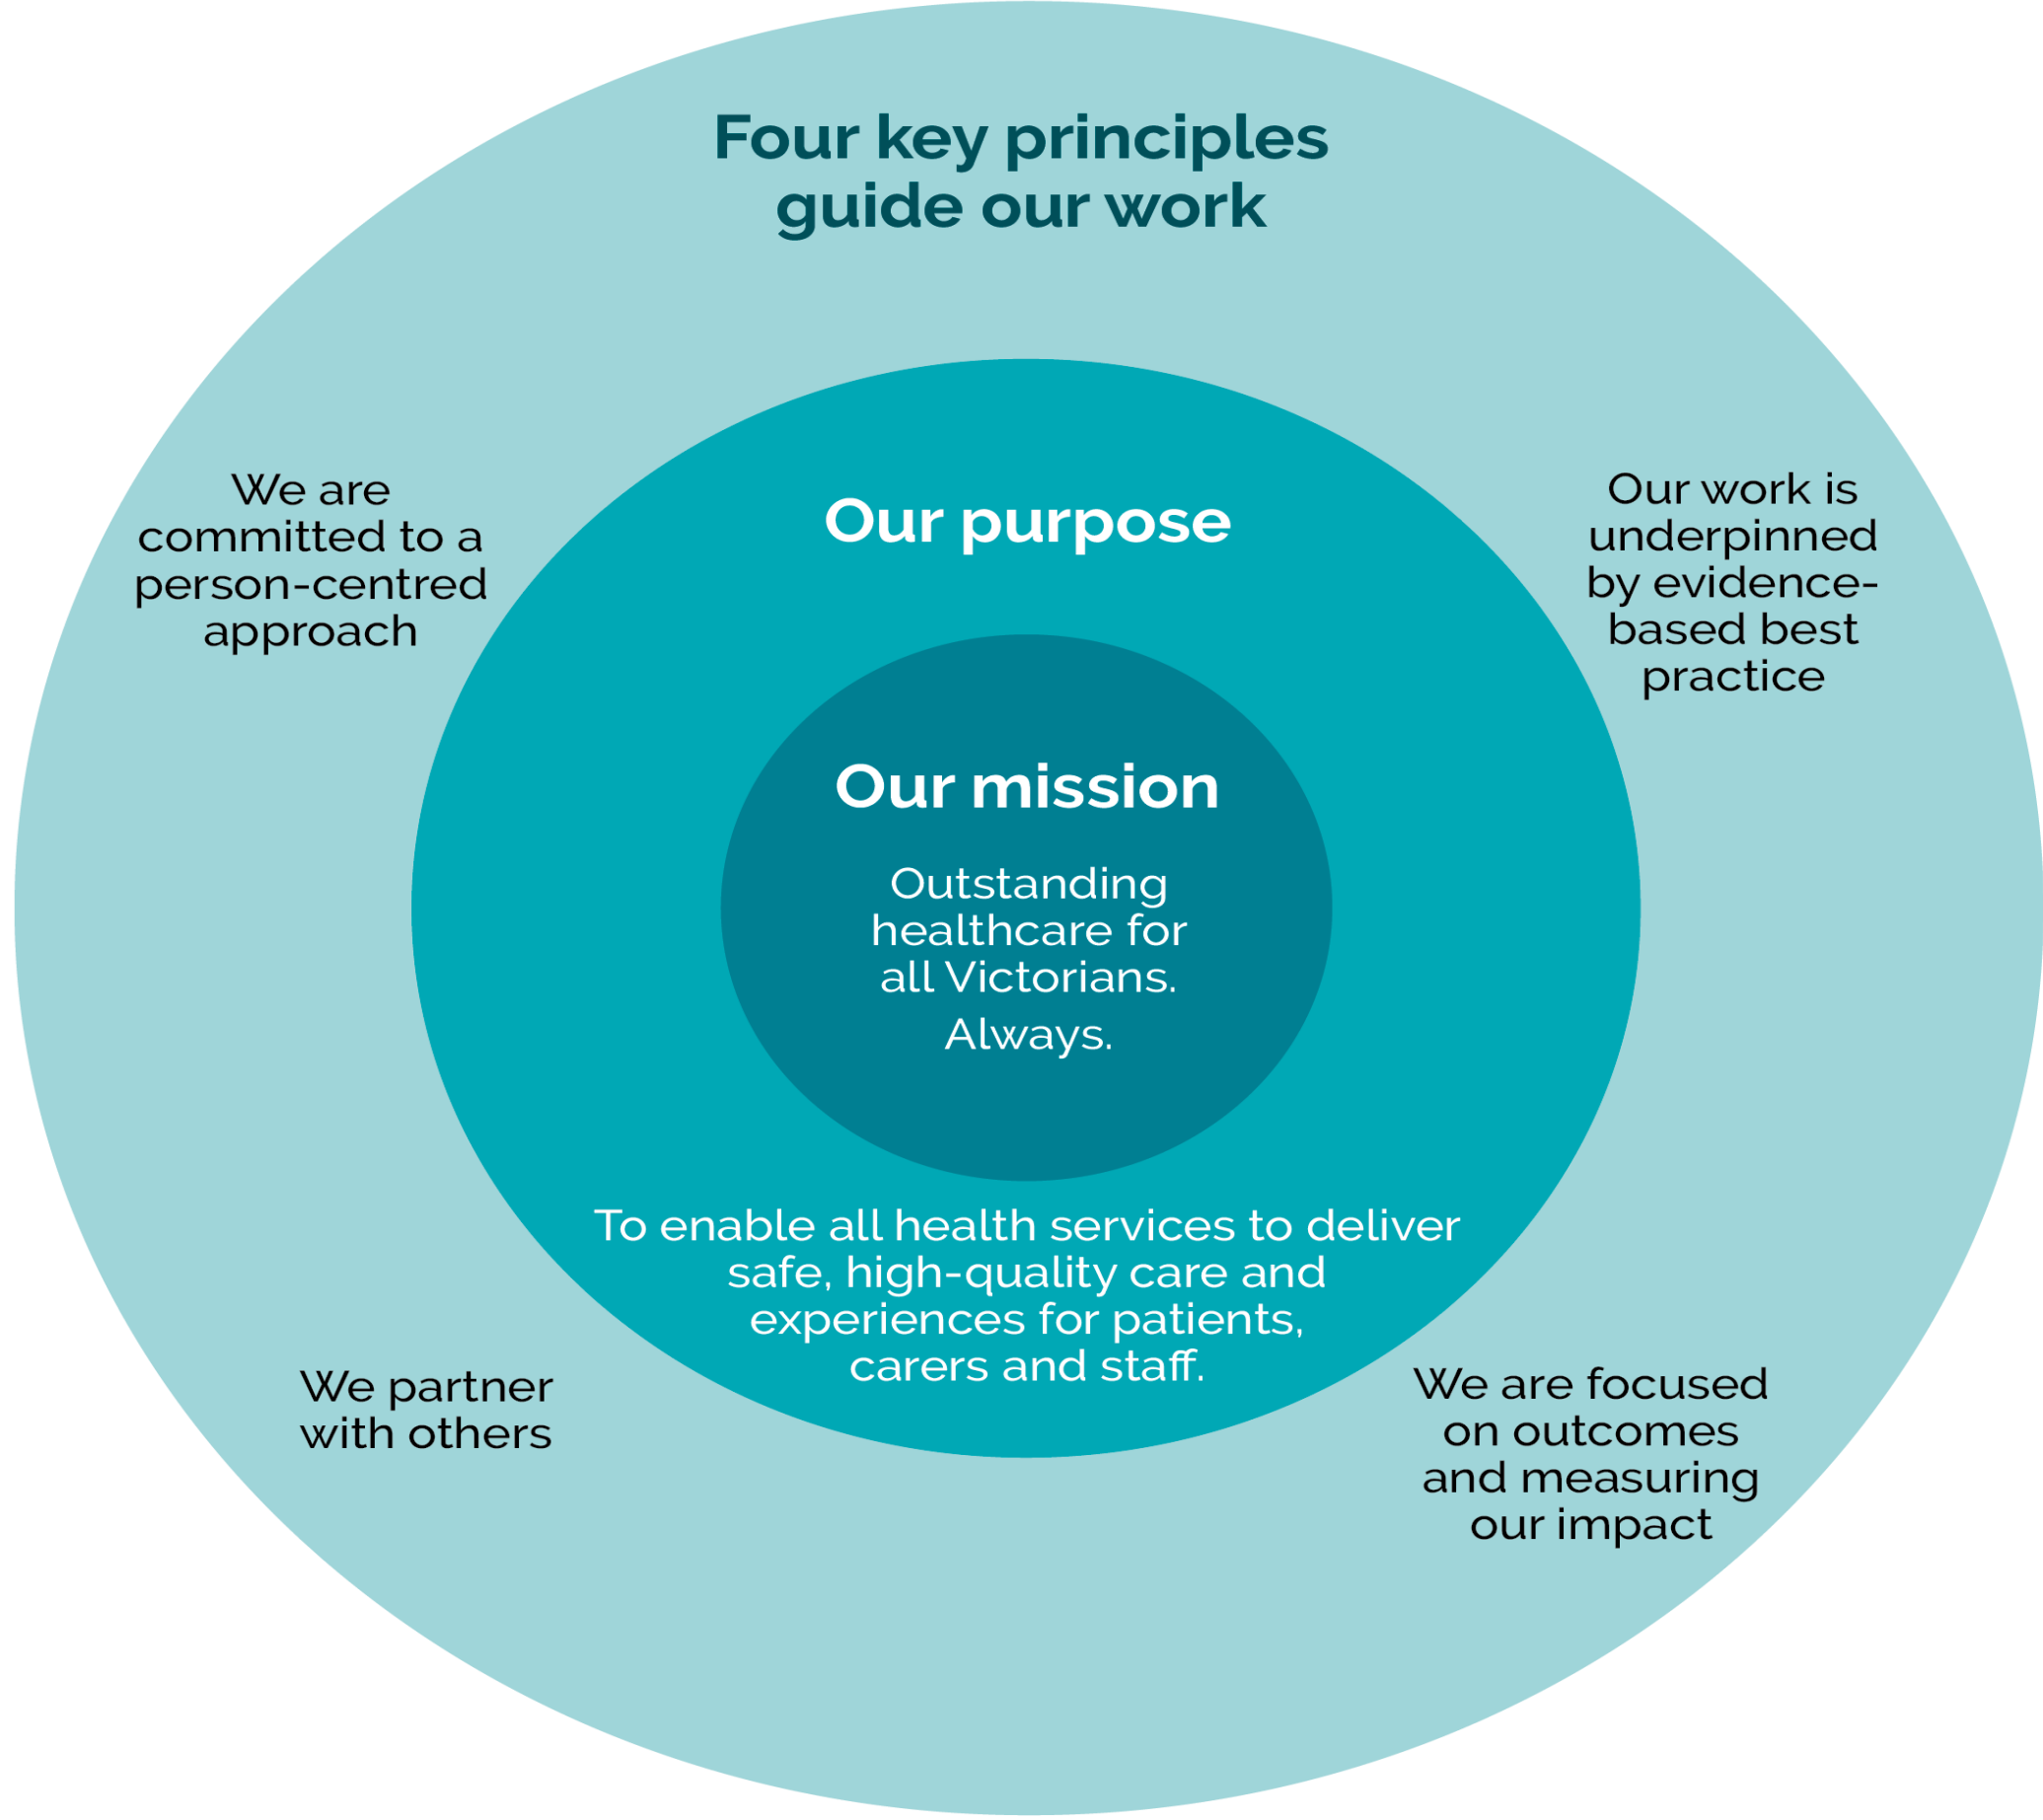 Four key principles
guide our work
We are
committed to a
person-centred
approach
Our work is
underpinned
by evidence-
based best
practice
Our purpose
Our mission
Outstanding
healthcare for
all Victorians.
Always.
To enable all health services to deliver
safe, high-quality care and
experiences for patients,
carers and staff.
We partner
with others
We are focused
on outcomes
and measuring
our impact